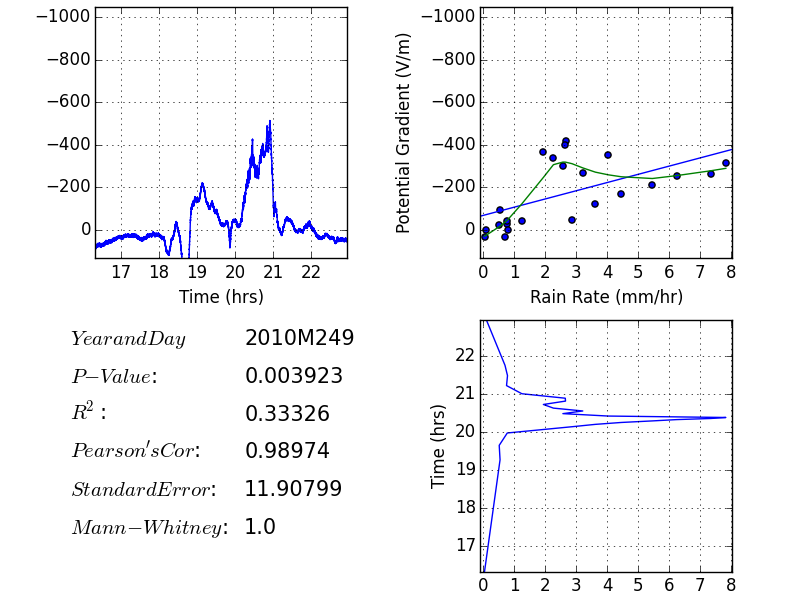 −1000
−800
−600
−400
−200
0
17 18 19 20 21 22
Time (hrs)
Potential Gradient (V/m)
−1000
−800
−600
−400
−200
0
0 1 2 3 4 5 6 7 8
Rain Rate (mm/hr)
YearandDay 2010M249
P−Value: 0.003923
R² : 0.33326
Pearson′sCor: 0.98974
StandardError: 11.90799
Mann−Whitney: 1.0
Time (hrs)
22
21
20
19
18
17
0 1 2 3 4 5 6 7 8